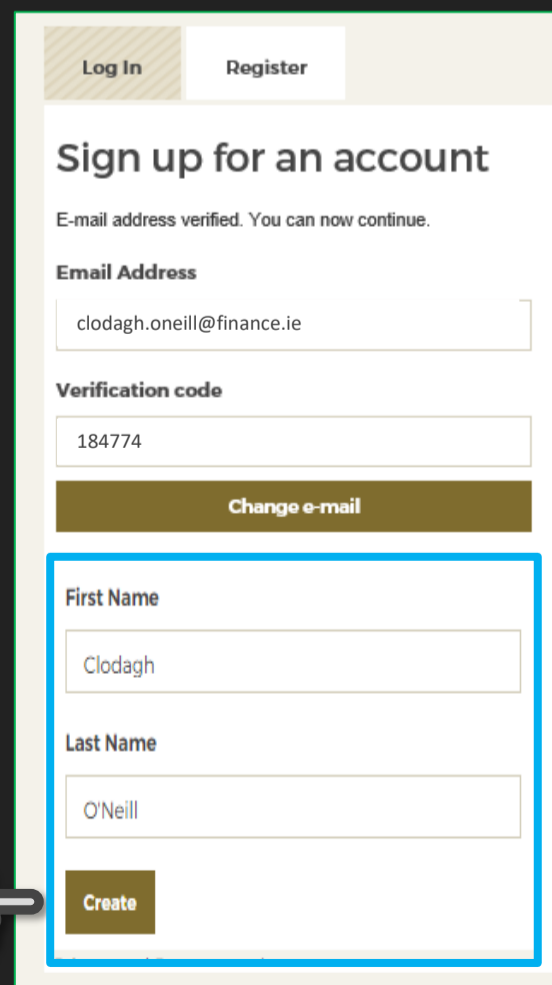 Log In
Register
Sign up for an account
E-mail address verified. You can now continue.
Email Address
clodagh.oneill@finance.ie
Verification code
184774
Change e-mail
First Name
Clodagh
Last Name
O'Neill
Create